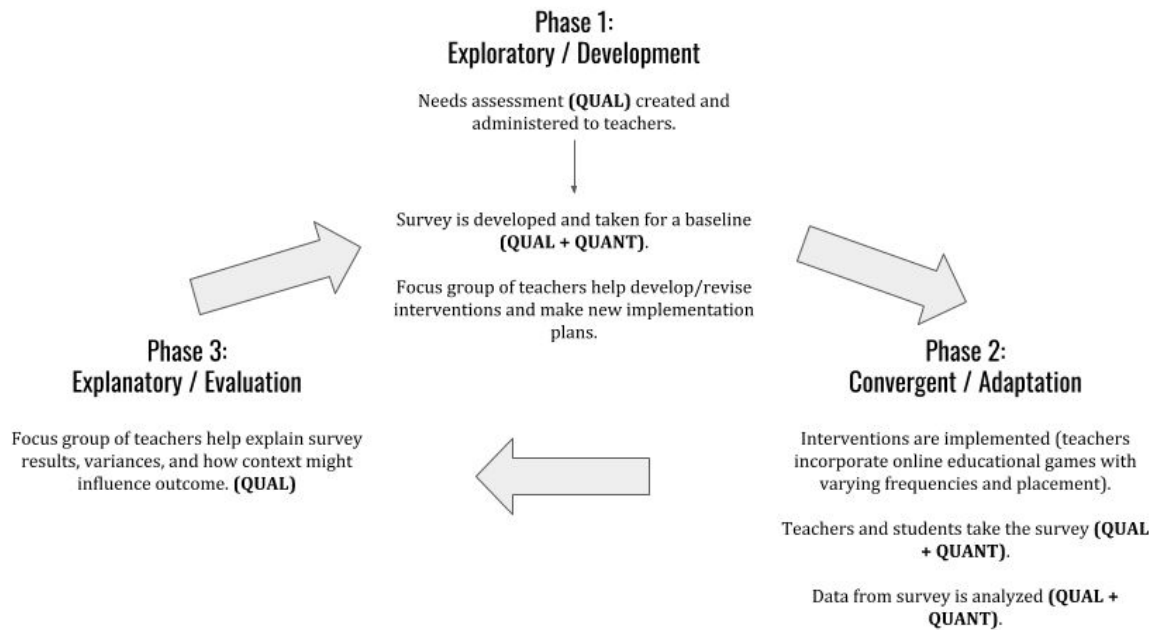 Phase 1:
Exploratory / Development
Needs assessment (QUAL) created and
administered to teachers.
Survey is developed and taken for a baseline
(QUAL + QUANT).
Focus group of teachers help develop/revise
interventions and make new implementation
plans.
Phase 2:
Convergent / Adaptation
Interventions are implemented (teachers
incorporate online educational games with
varying frequencies and placement).
Teachers and students take the survey (QUAL
+ QUANT).
Data from survey is analyzed (QUAL +
QUANT).
Phase 3:
Explanatory / Evaluation
Focus group of teachers help explain survey
results, variances, and how context might
influence outcome. (QUAL)